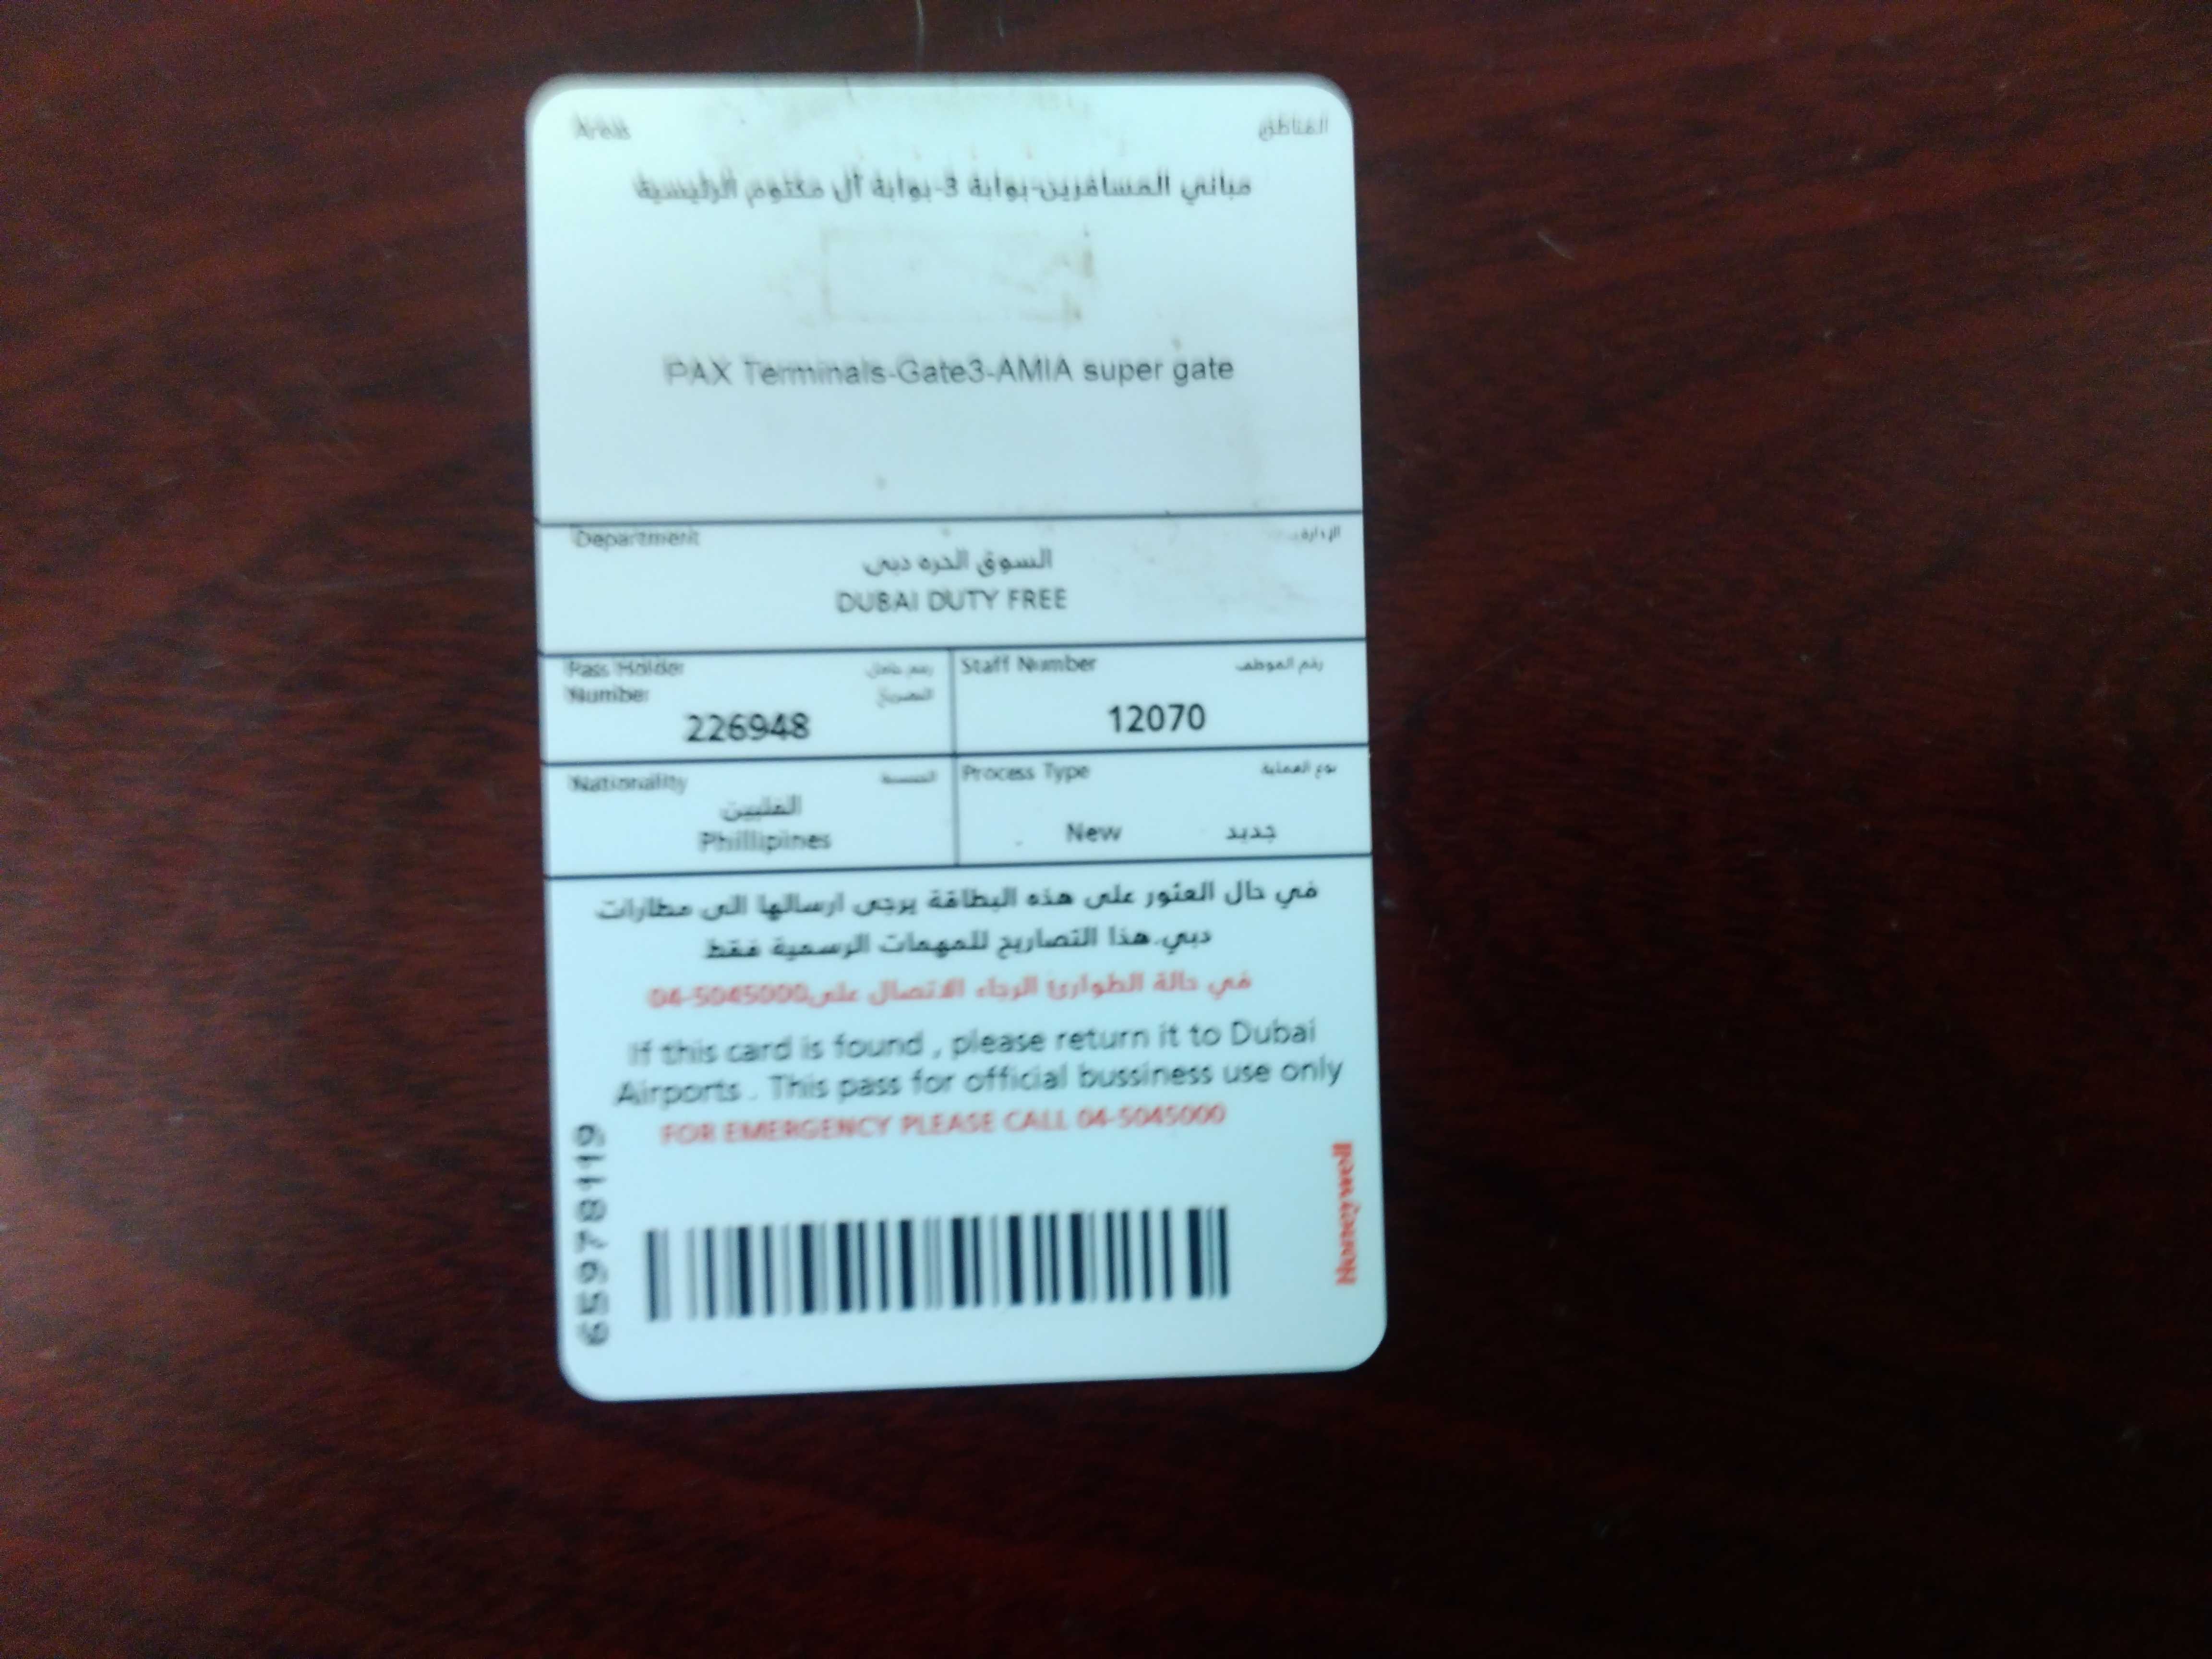 Areas المناطق
مباني المسافرين-بوابة 3-بوابة آل مكتوم الرئيسية
PAX Terminals-Gate3-AMIA super gate
Department الإدارة
السوق الحره دبى
DUBAI DUTY FREE
Pass Holder Number رقم حامل التصريح
226948
Staff Number رقم الموظف
12070
Nationality الجنسية
الفلبين
Phillipines
Process Type نوع العملية
New جديد
في حال العثور على هذه البطاقة يرجى ارسالها الى مطارات
دبي.هذا التصاريح للمهمات الرسمية فقط
في حالة الطوارئ الرجاء الاتصال على04-5045000
If this card is found , please return it to Dubai
Airports . This pass for official bussiness use only
FOR EMERGENCY PLEASE CALL 04-5045000
65978119
Honeywell